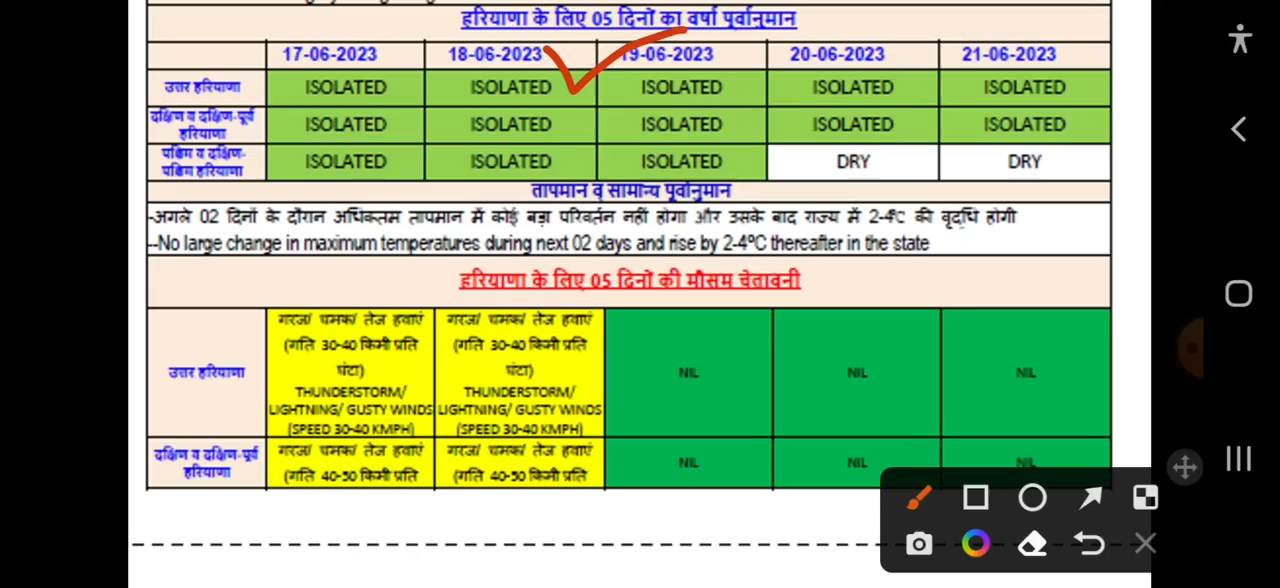 हरियाणा के लिए 05 दिनों का वर्षा पूर्वानुमान
17-06-2023 18-06-2023 19-06-2023 20-06-2023 21-06-2023
उत्तर हरियाणा ISOLATED ISOLATED ISOLATED ISOLATED ISOLATED
दक्षिण व दक्षिण-पूर्व
हरियाणा ISOLATED ISOLATED ISOLATED ISOLATED ISOLATED
पश्चिम व दक्षिण-
पश्चिम हरियाणा ISOLATED ISOLATED ISOLATED DRY DRY
तापमान व् सामान्य पूर्वानुमान
-अगले 02 दिनों के दौरान अधिकतम तापमान में कोई बड़ा परिवर्तन नहीं होगा और उसके बाद राज्य में 2-4ºC की वृद्धि होगी
--No large change in maximum temperatures during next 02 days and rise by 2-4ºC thereafter in the state
हरियाणा के लिए 05 दिनों की मौसम चेतावनी
उत्तर हरियाणा
गरज/ चमक/ तेज हवाएं
(गति 30-40 किमी प्रति
घंटा)
THUNDERSTORM/
LIGHTNING/ GUSTY WINDS
(SPEED 30-40 KMPH)
गरज/ चमक/ तेज हवाएं
(गति 30-40 किमी प्रति
घंटा)
THUNDERSTORM/
LIGHTNING/ GUSTY WINDS
(SPEED 30-40 KMPH)
NIL NIL NIL
दक्षिण व दक्षिण-पूर्व
हरियाणा
गरज/ चमक/ तेज हवाएं
(गति 40-50 किमी प्रति
गरज/ चमक/ तेज हवाएं
(गति 40-50 किमी प्रति
NIL NIL NIL